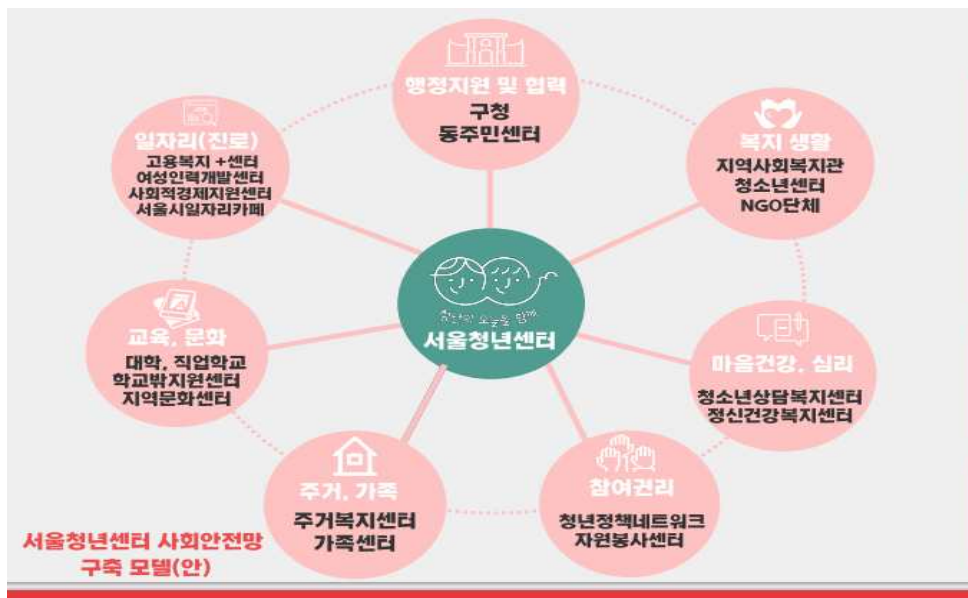 행정지원 및 협력
구청
동주민센터
일자리(진로)
고용복지 +센터
여성인력개발센터
사회적경제지원센터
서울시일자리카페
복지 생활
지역사회복지관
청소년센터
NGO단체
청년의 오늘을 함께
서울청년센터
교육, 문화
대학, 직업학교
학교밖지원센터
지역문화센터
마음건강, 심리
청소년상담복지센터
정신건강복지센터
주거, 가족
주거복지센터
가족센터
참여권리
청년정책네트워크
자원봉사센터
서울청년센터 사회안전망
구축 모델(안)